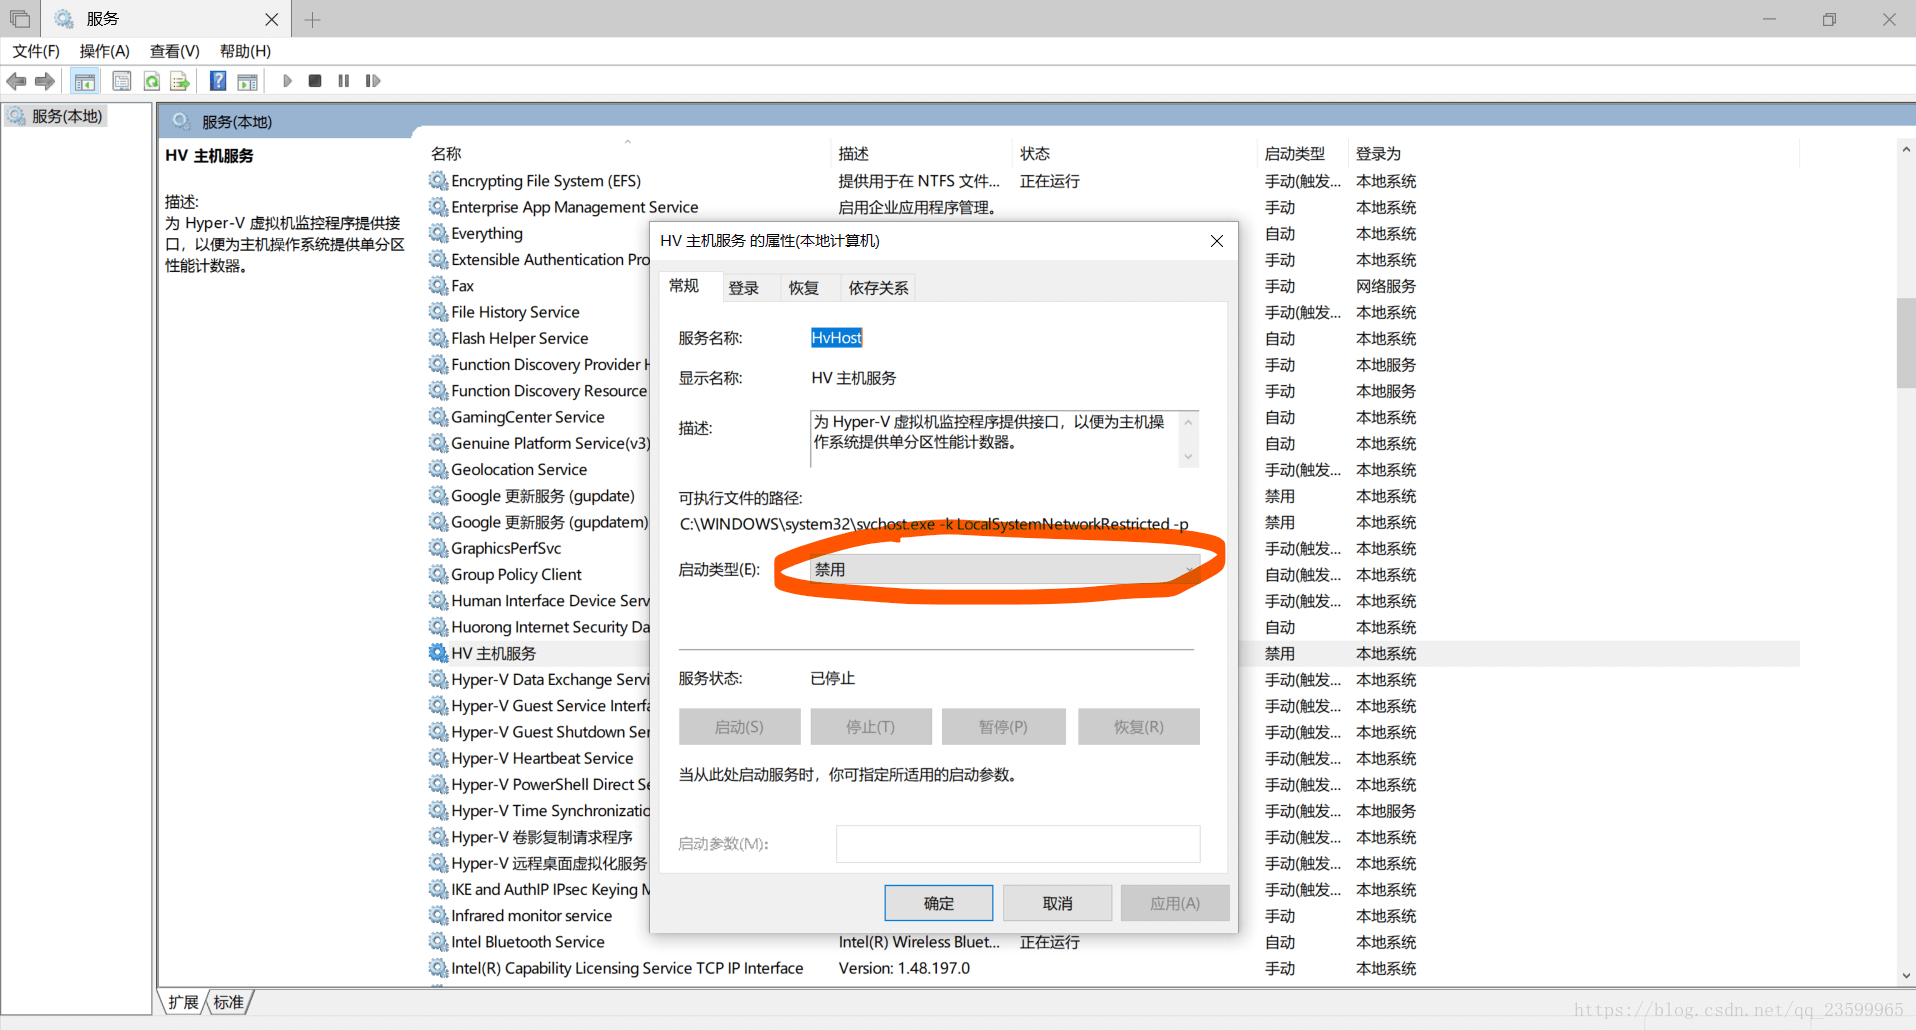 服务
文件(F) 操作(A) 查看(V) 帮助(H)
服务(本地)
服务(本地)
HV 主机服务
描述:
为 Hyper-V 虚拟机监控程序提供接
口，以便为主机操作系统提供单分区
性能计数器。
名称 描述 状态 启动类型 登录为
Encrypting File System (EFS) 提供用于在 NTFS 文件... 正在运行 手动(触发... 本地系统
Enterprise App Management Service 启用企业应用程序管理。 手动 本地系统
Everything 自动 本地系统
Extensible Authentication Pro 手动 本地系统
Fax 手动 网络服务
File History Service 手动(触发... 本地系统
Flash Helper Service 自动 本地系统
Function Discovery Provider H 手动 本地服务
Function Discovery Resource 手动 本地服务
GamingCenter Service 自动 本地系统
Genuine Platform Service(v3) 自动 本地系统
Geolocation Service 手动(触发... 本地系统
Google 更新服务 (gupdate) 禁用 本地系统
Google 更新服务 (gupdatem) 禁用 本地系统
GraphicsPerfSvc 手动(触发... 本地系统
Group Policy Client 自动(触发... 本地系统
Human Interface Device Serv 手动(触发... 本地系统
Huorong Internet Security Da 自动 本地系统
HV 主机服务 禁用 本地系统
Hyper-V Data Exchange Servi 手动(触发... 本地系统
Hyper-V Guest Service Interfa 手动(触发... 本地系统
Hyper-V Guest Shutdown Ser 手动(触发... 本地系统
Hyper-V Heartbeat Service 手动(触发... 本地系统
Hyper-V PowerShell Direct Se 手动(触发... 本地系统
Hyper-V Time Synchronizatio 手动(触发... 本地服务
Hyper-V 卷影复制请求程序 手动(触发... 本地系统
Hyper-V 远程桌面虚拟化服务 手动(触发... 本地系统
IKE and AuthIP IPsec Keying M 手动(触发... 本地系统
Infrared monitor service 手动 本地系统
Intel Bluetooth Service Intel(R) Wireless Bluet... 正在运行 自动 本地系统
Intel(R) Capability Licensing Service TCP IP Interface Version: 1.48.197.0 手动 本地系统
HV 主机服务 的属性(本地计算机)
常规 登录 恢复 依存关系
服务名称: HvHost
显示名称: HV 主机服务
描述: 为 Hyper-V 虚拟机监控程序提供接口，以便为主机操
作系统提供单分区性能计数器。
可执行文件的路径:
C:\WINDOWS\system32\svchost.exe -k LocalSystemNetworkRestricted -p
启动类型(E): 禁用
服务状态: 已停止
启动(S) 停止(T) 暂停(P) 恢复(R)
当从此处启动服务时，你可指定所适用的启动参数。
启动参数(M):
确定 取消 应用(A)
扩展 标准
https://blog.csdn.net/qq_23599965